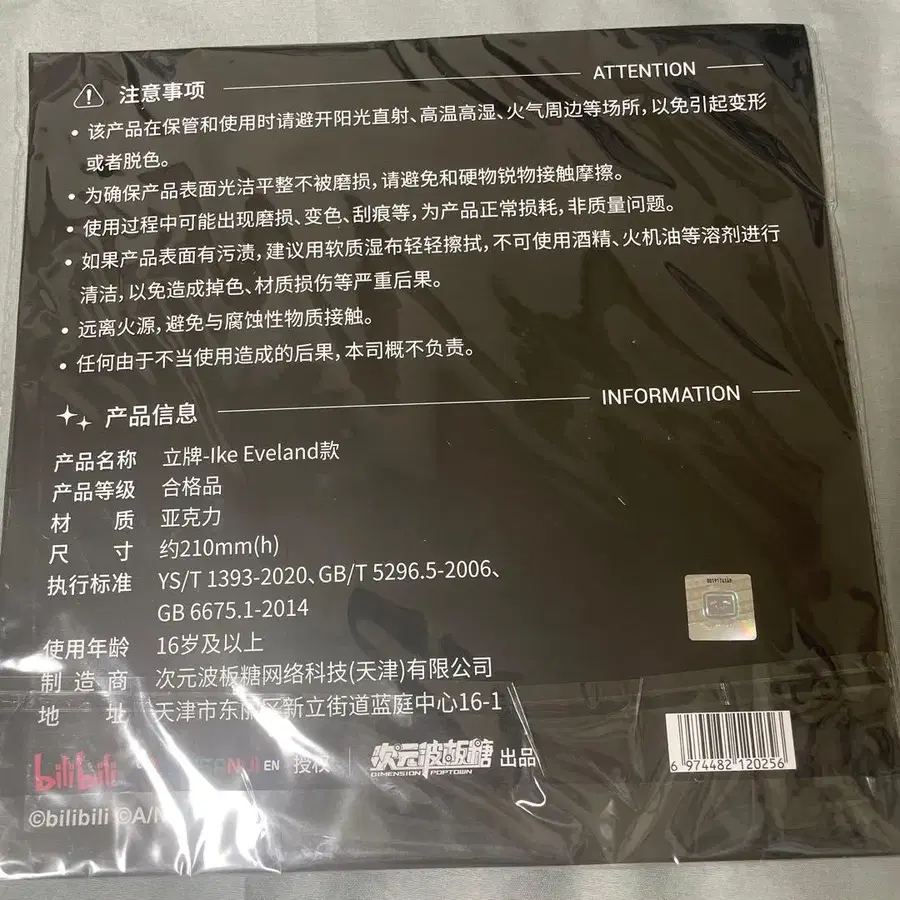 注意事项 ATTENTION
• 该产品在保管和使用时请避开阳光直射、高温高湿、火气周边等场所，以免引起变形
或者脱色。
• 为确保产品表面光洁平整不被磨损，请避免和硬物锐物接触摩擦。
• 使用过程中可能出现磨损、变色、刮痕等，为产品正常损耗，非质量问题。
• 如果产品表面有污渍，建议用软质湿布轻轻擦拭，不可使用酒精、火机油等溶剂进行
清洁，以免造成掉色、材质损伤等严重后果。
• 远离火源，避免与腐蚀性物质接触。
• 任何由于不当使用造成的后果，本司概不负责。
产品信息 INFORMATION
产品名称 立牌-Ike Eveland款
产品等级 合格品
材 质 亚克力
尺 寸 约210mm(h)
执行标准 YS/T 1393-2020、GB/T 5296.5-2006、
GB 6675.1-2014
使用年龄 16岁及以上
制 造 商 次元波板糖网络科技(天津)有限公司
地 址 天津市东丽区新立街道蓝庭中心16-1
bilibili EN 授权 次元波板糖 出品
DIMENSION POPTOWN
6 974482 120256
©bilibili ©A/N